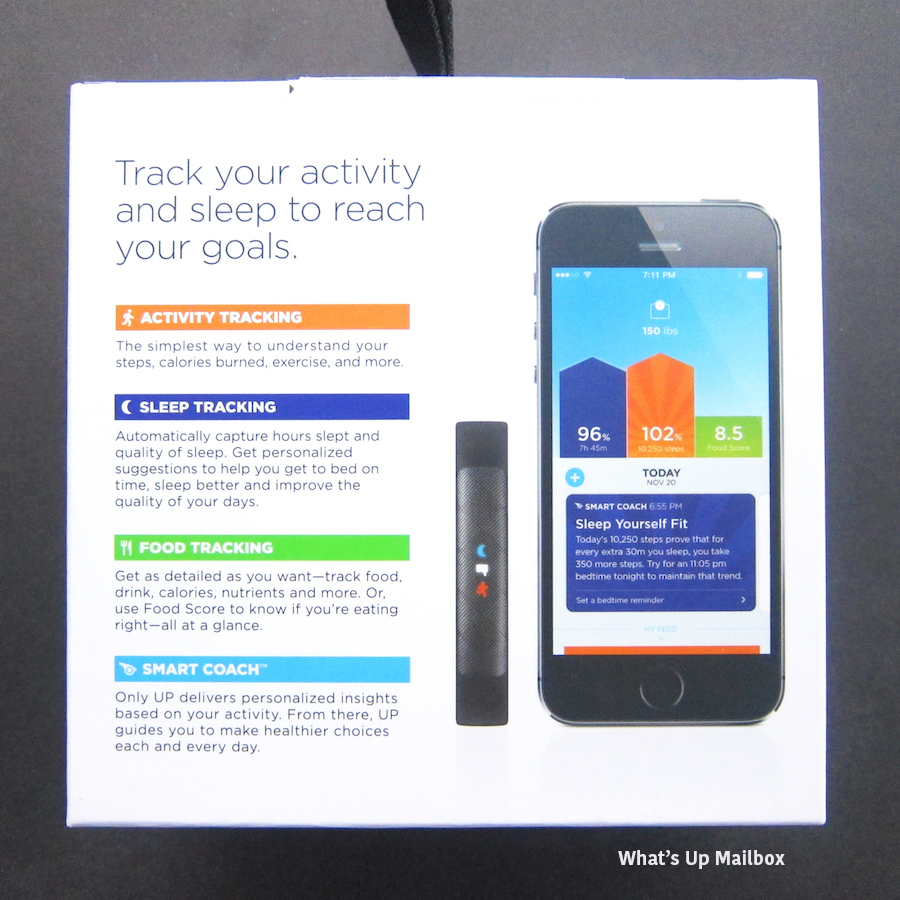 Track your activity
and sleep to reach
your goals.
ACTIVITY TRACKING
The simplest way to understand your
steps, calories burned, exercise, and more.
SLEEP TRACKING
Automatically capture hours slept and
quality of sleep. Get personalized
suggestions to help you get to bed on
time, sleep better and improve the
quality of your days.
FOOD TRACKING
Get as detailed as you want—track food,
drink, calories, nutrients and more. Or,
use Food Score to know if you're eating
right—all at a glance.
SMART COACH™
Only UP delivers personalized insights
based on your activity. From there, UP
guides you to make healthier choices
each and every day.
7:11 PM
150 lbs
96% 102% 8.5
7h 45m 10,250 steps Food Score
TODAY
NOV 20
SMART COACH 6:55 PM
Sleep Yourself Fit
Today's 10,250 steps prove that for
every extra 30m you sleep, you take
350 more steps. Try for an 11:05 pm
bedtime tonight to maintain that trend.
Set a bedtime reminder
MY FEED
What's Up Mailbox